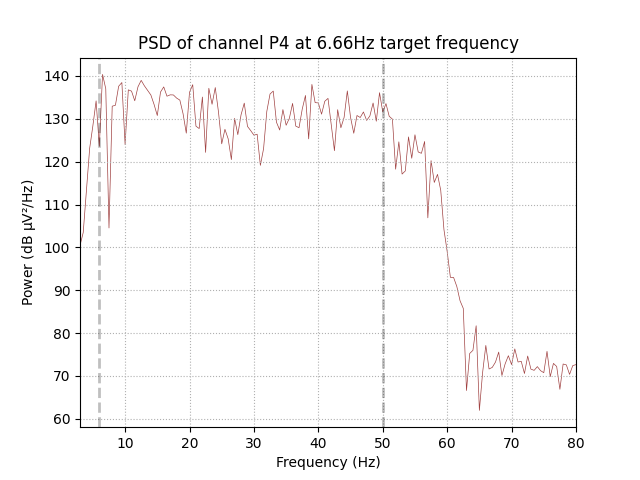 PSD of channel P4 at 6.66Hz target frequency
140
130
120
110
100
90
80
70
60
Power (dB µV²/Hz)
10 20 30 40 50 60 70 80
Frequency (Hz)